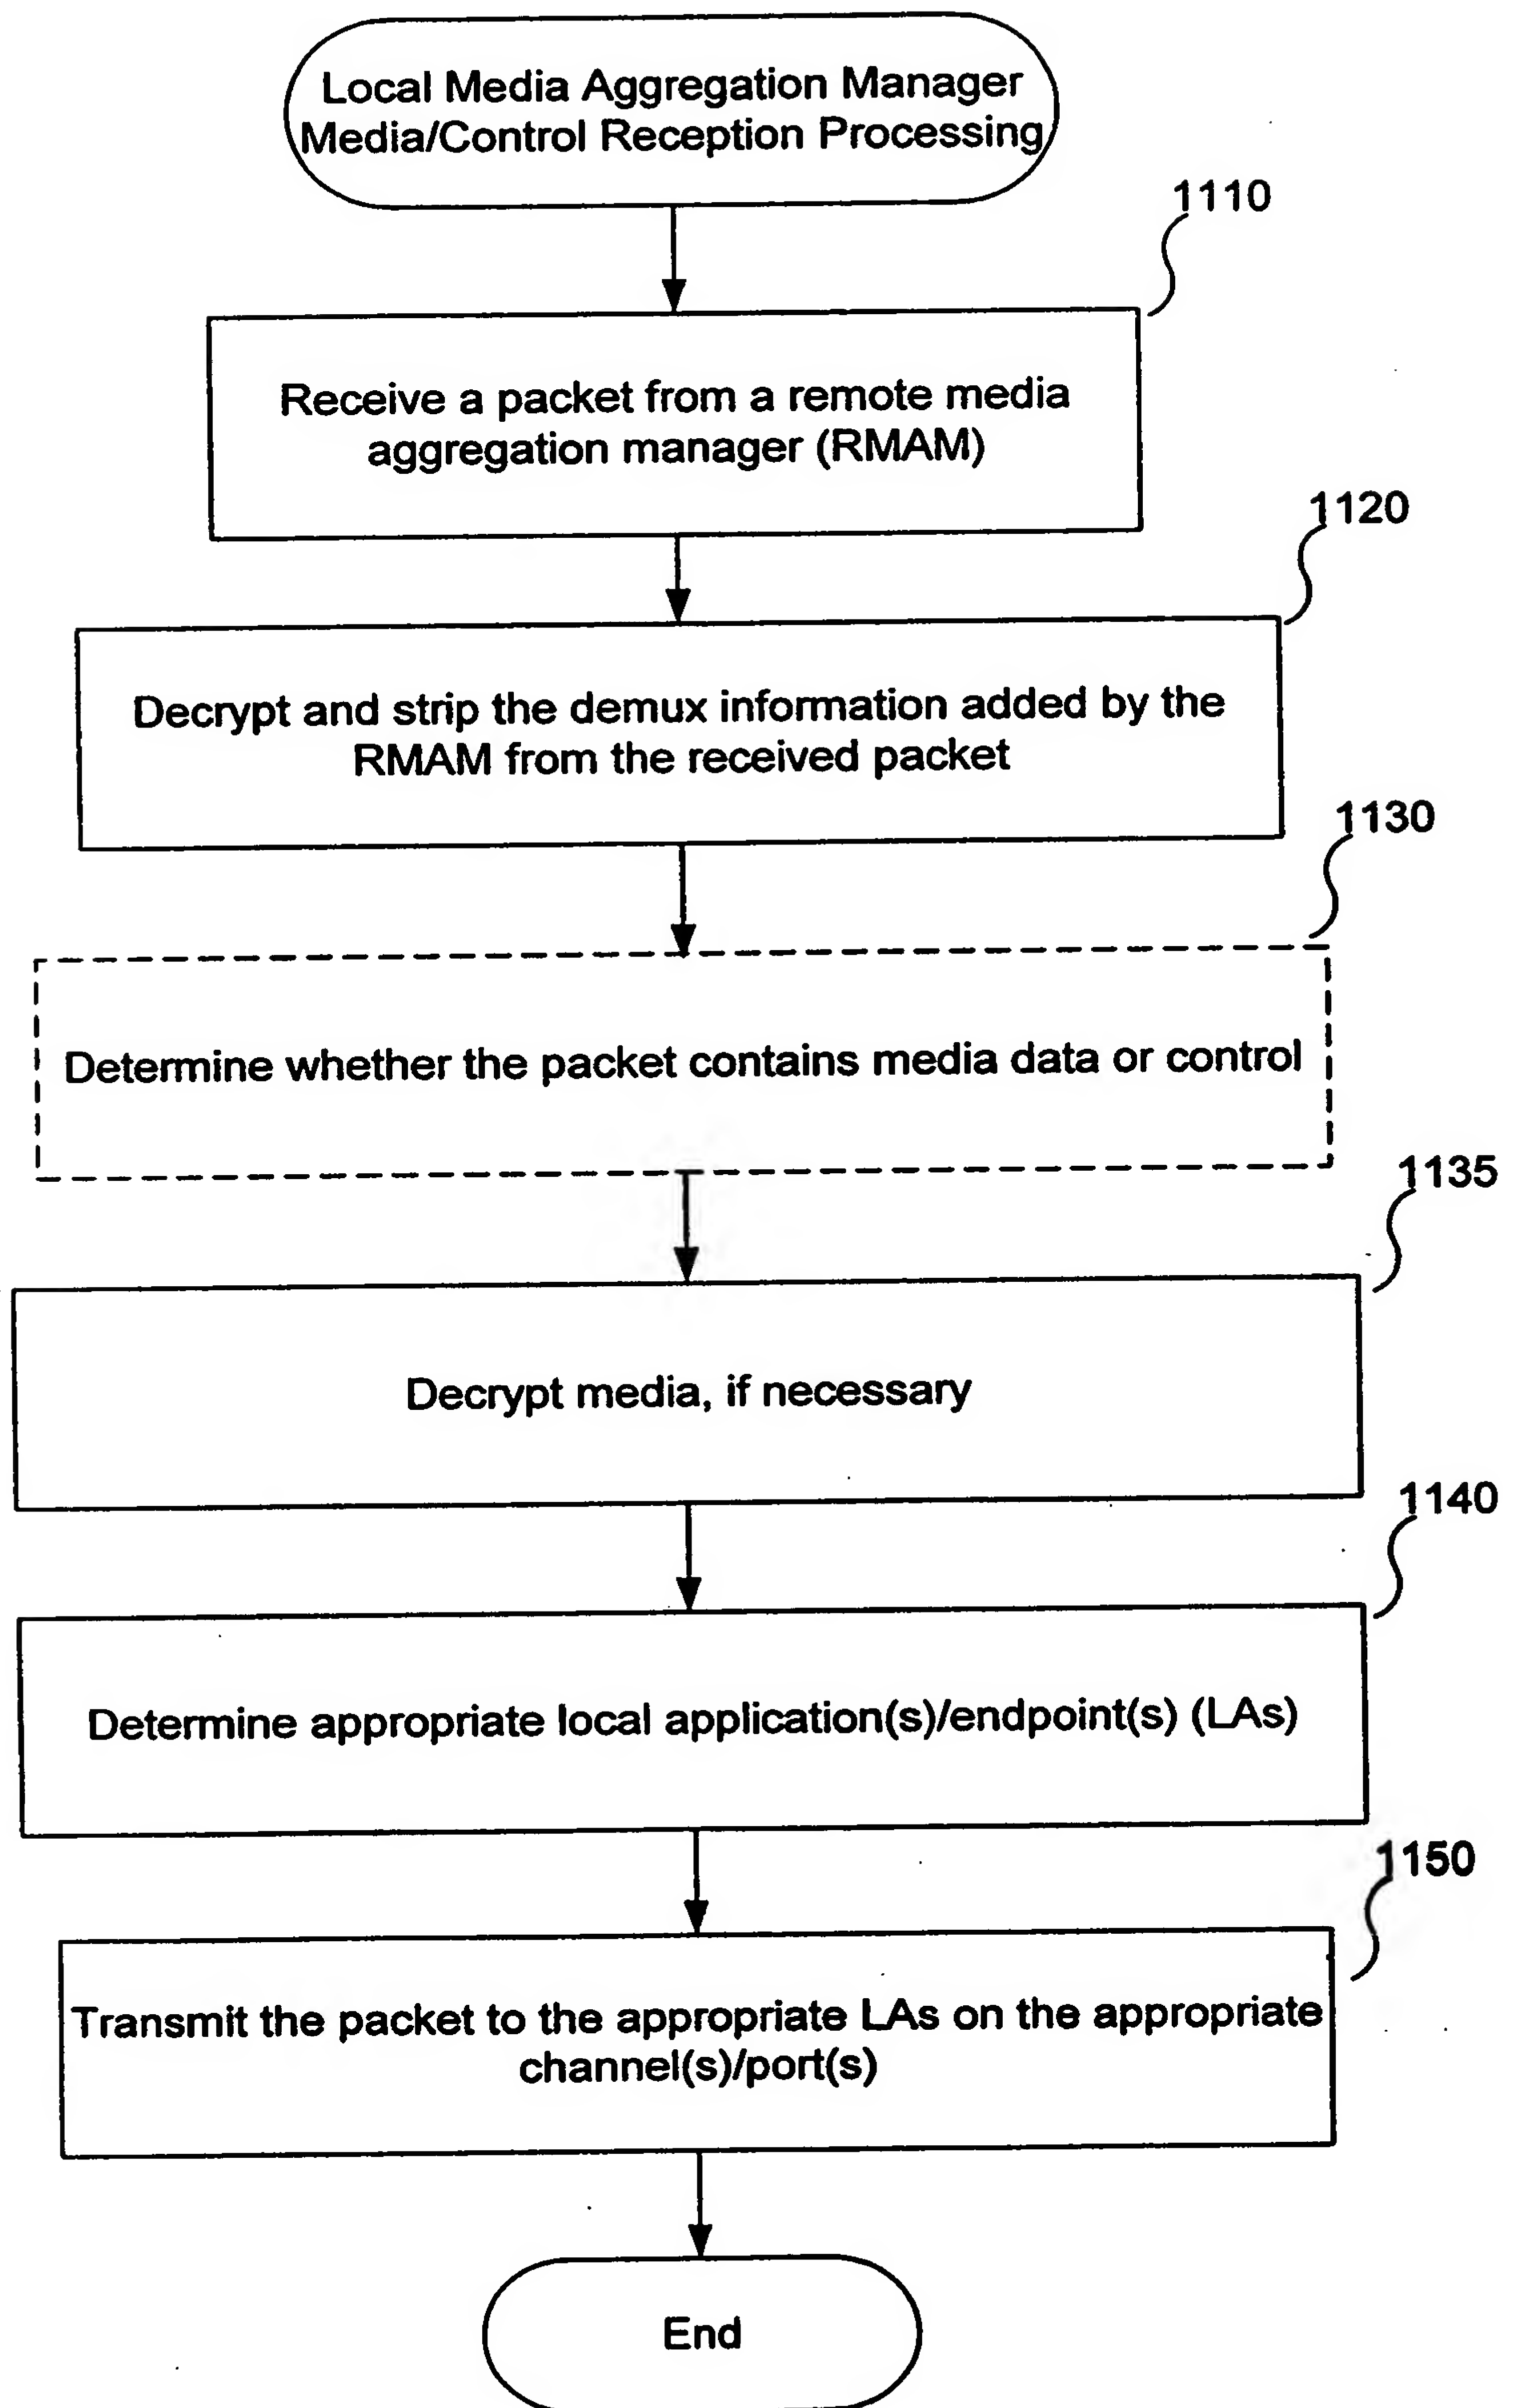 Local Media Aggregation Manager
Media/Control Reception Processing
1110
Receive a packet from a remote media
aggregation manager (RMAM)
1120
Decrypt and strip the demux information added by the
RMAM from the received packet
1130
Determine whether the packet contains media data or control
1135
Decrypt media, if necessary
1140
Determine appropriate local application(s)/endpoint(s) (LAs)
1150
Transmit the packet to the appropriate LAs on the appropriate
channel(s)/port(s)
End